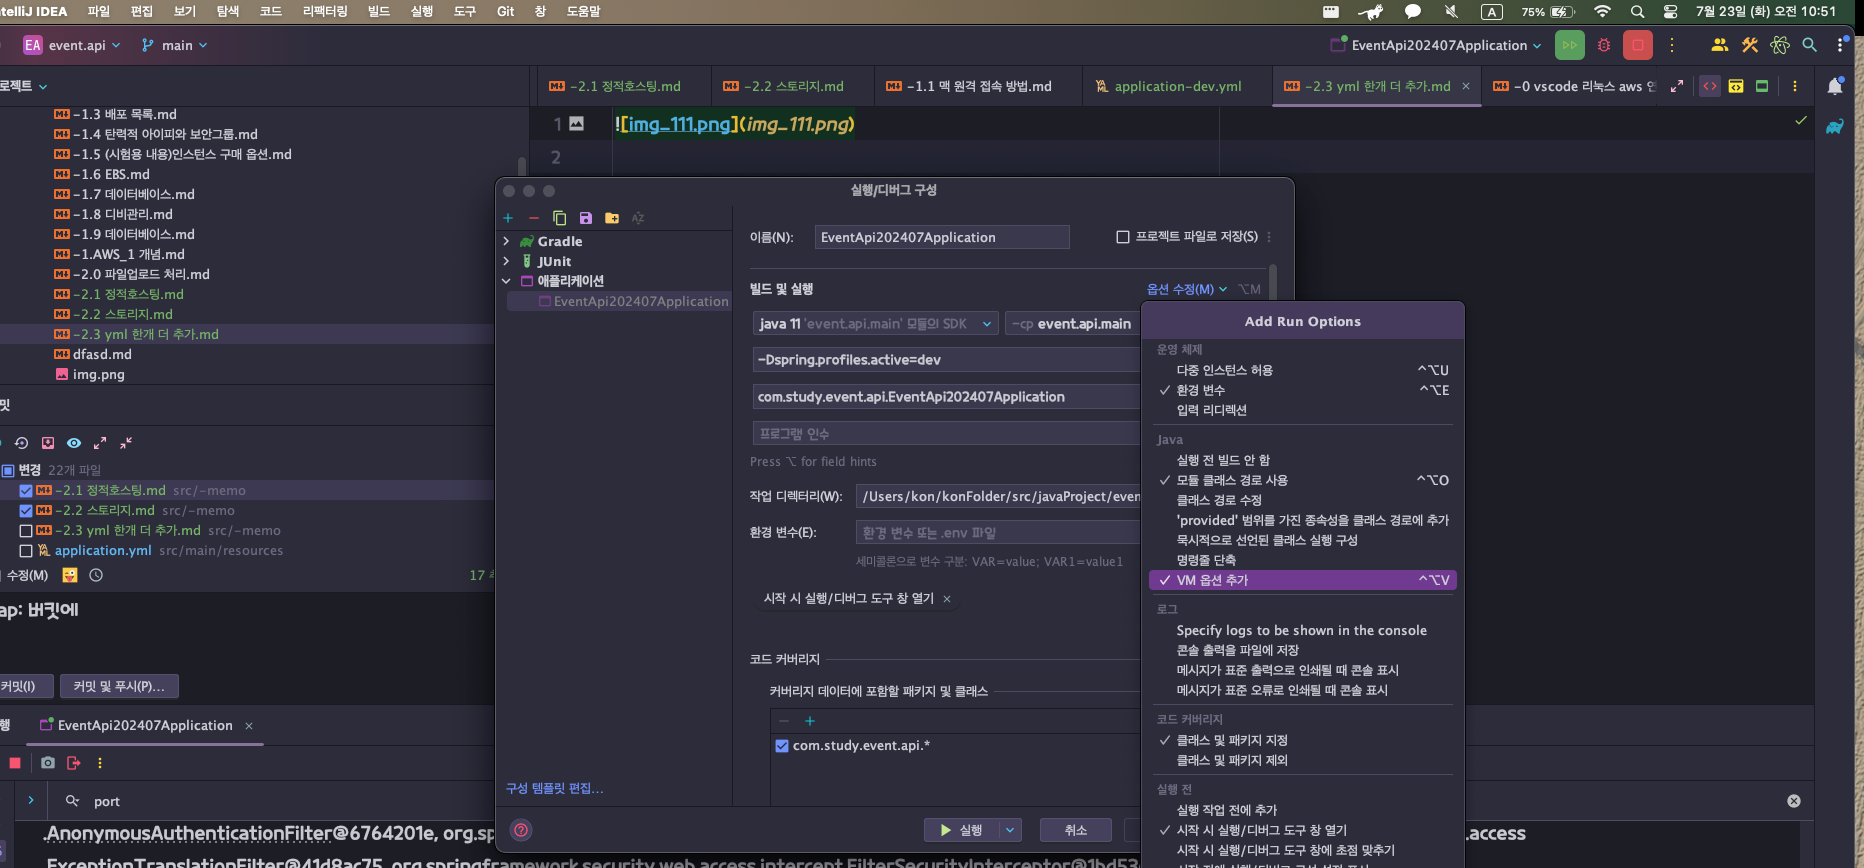 ntelliJ IDEA 파일 편집 보기 탐색 코드 리팩터링 빌드 실행 도구 Git 창 도움말 A 75% 7월 23일 (화) 오전 10:51
EA event.api main EventApi202407Application
로젝트
-2.1 정적호스팅.md -2.2 스토리지.md -1.1 맥 원격 접속 방법.md application-dev.yml -2.3 yml 한개 더 추가.md -0 vscode 리눅스 aws
-1.3 배포 목록.md
-1.4 탄력적 아이피와 보안그룹.md
-1.5 (시험용 내용)인스턴스 구매 옵션.md
-1.6 EBS.md
-1.7 데이터베이스.md
-1.8 디비관리.md
-1.9 데이터베이스.md
-1.AWS_1 개념.md
-2.0 파일업로드 처리.md
-2.1 정적호스팅.md
-2.2 스토리지.md
-2.3 yml 한개 더 추가.md
dfasd.md
img.png
1 ![img_111.png](img_111.png)
2
밋
변경 22개 파일
-2.1 정적호스팅.md src/-memo
-2.2 스토리지.md src/-memo
-2.3 yml 한개 더 추가.md src/-memo
application.yml src/main/resources
수정(M) 17
ap: 버킷에
커밋(I) 커밋 및 푸시(P)...
행 EventApi202407Application
port
.AnonymousAuthenticationFilter@6764201e, org.sp
.access
ExceptionTranslationFilter@41d8ac75, org.springframework.security.web.access.intercept.FilterSecurityInterceptor@1bd53
실행/디버그 구성
Gradle
JUnit
애플리케이션
EventApi202407Application
구성 템플릿 편집...
이름(N): EventApi202407Application 프로젝트 파일로 저장(S)
빌드 및 실행 옵션 수정(M) ⌥M
java 11 'event.api.main' 모듈의 SDK -cp event.api.main
-Dspring.profiles.active=dev
com.study.event.api.EventApi202407Application
프로그램 인수
Press ⌥ for field hints
작업 디렉터리(W): /Users/kon/konFolder/src/javaProject/even
환경 변수(E): 환경 변수 또는 .env 파일
세미콜론으로 변수 구분: VAR=value; VAR1=value1
시작 시 실행/디버그 도구 창 열기
코드 커버리지
커버리지 데이터에 포함할 패키지 및 클래스
com.study.event.api.*
실행 취소
Add Run Options
운영 체제
다중 인스턴스 허용 ^⌥U
환경 변수 ^⌥E
입력 리디렉션
Java
실행 전 빌드 안 함
모듈 클래스 경로 사용 ^⌥O
클래스 경로 수정
'provided' 범위를 가진 종속성을 클래스 경로에 추가
묵시적으로 선언된 클래스 실행 구성
명령줄 단축
VM 옵션 추가 ^⌥V
로그
Specify logs to be shown in the console
콘솔 출력을 파일에 저장
메시지가 표준 출력으로 인쇄될 때 콘솔 표시
메시지가 표준 오류로 인쇄될 때 콘솔 표시
코드 커버리지
클래스 및 패키지 지정
클래스 및 패키지 제외
실행 전
실행 작업 전에 추가
시작 시 실행/디버그 도구 창 열기
시작 시 실행/디버그 도구 창에 초점 맞추기